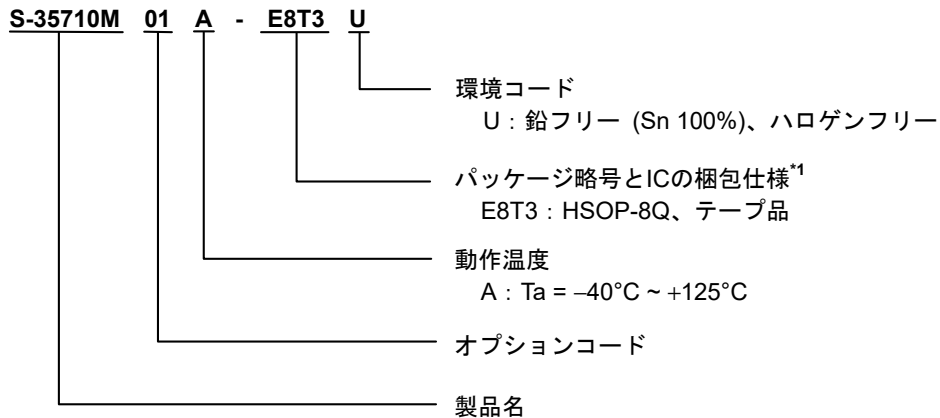 S-35710M 01 A - E8T3 U
環境コード
U : 鉛フリー (Sn 100%)、ハロゲンフリー
パッケージ略号とICの梱包仕様*1
E8T3 : HSOP-8Q、テープ品
動作温度
A : Ta = −40°C ~ +125°C
オプションコード
製品名